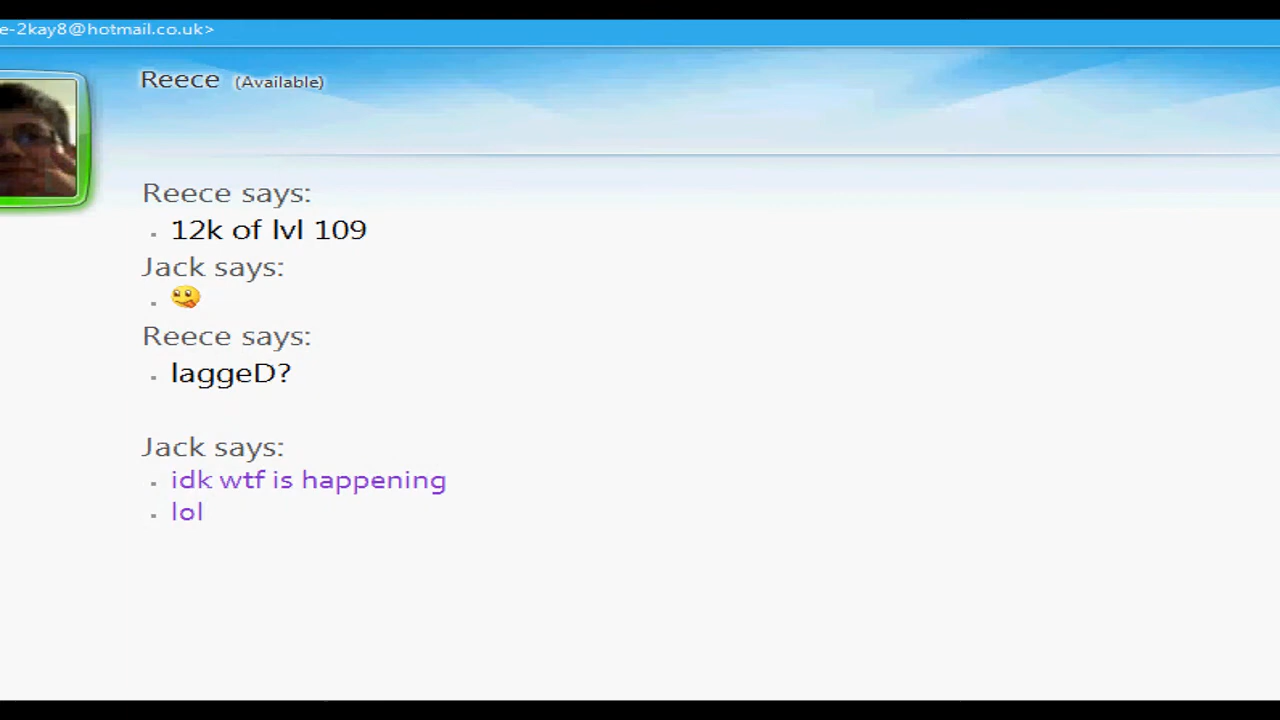 e-2kay8@hotmail.co.uk>
Reece (Available)
Reece says:
12k of lvl 109
Jack says:
Reece says:
laggeD?
Jack says:
idk wtf is happening
lol